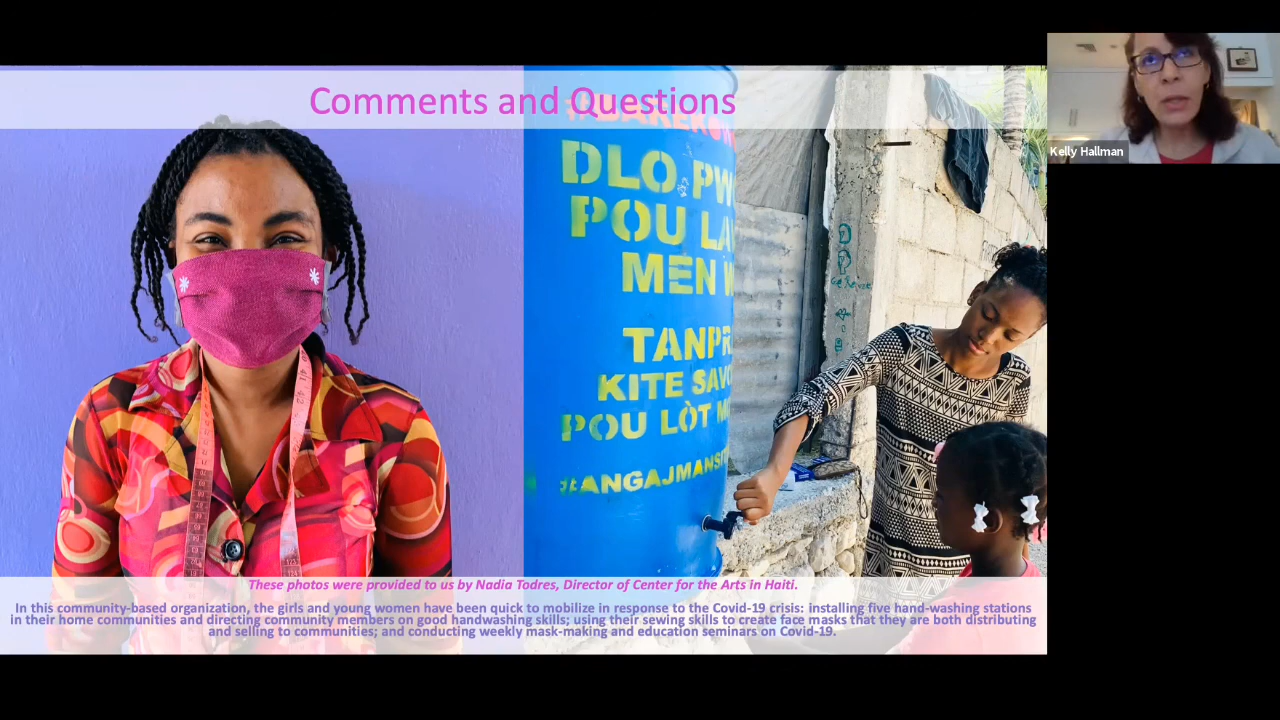 Comments and Questions
Kelly Hallman
DLO PW
POU LA
MEN W
TANPR
KITE SAV
POU LÒT M
#ANGAJMANSI
These photos were provided to us by Nadia Todres, Director of Center for the Arts in Haiti.
In this community-based organization, the girls and young women have been quick to mobilize in response to the Covid-19 crisis: installing five hand-washing stations
in their home communities and directing community members on good handwashing skills; using their sewing skills to create face masks that they are both distributing
and selling to communities; and conducting weekly mask-making and education seminars on Covid-19.